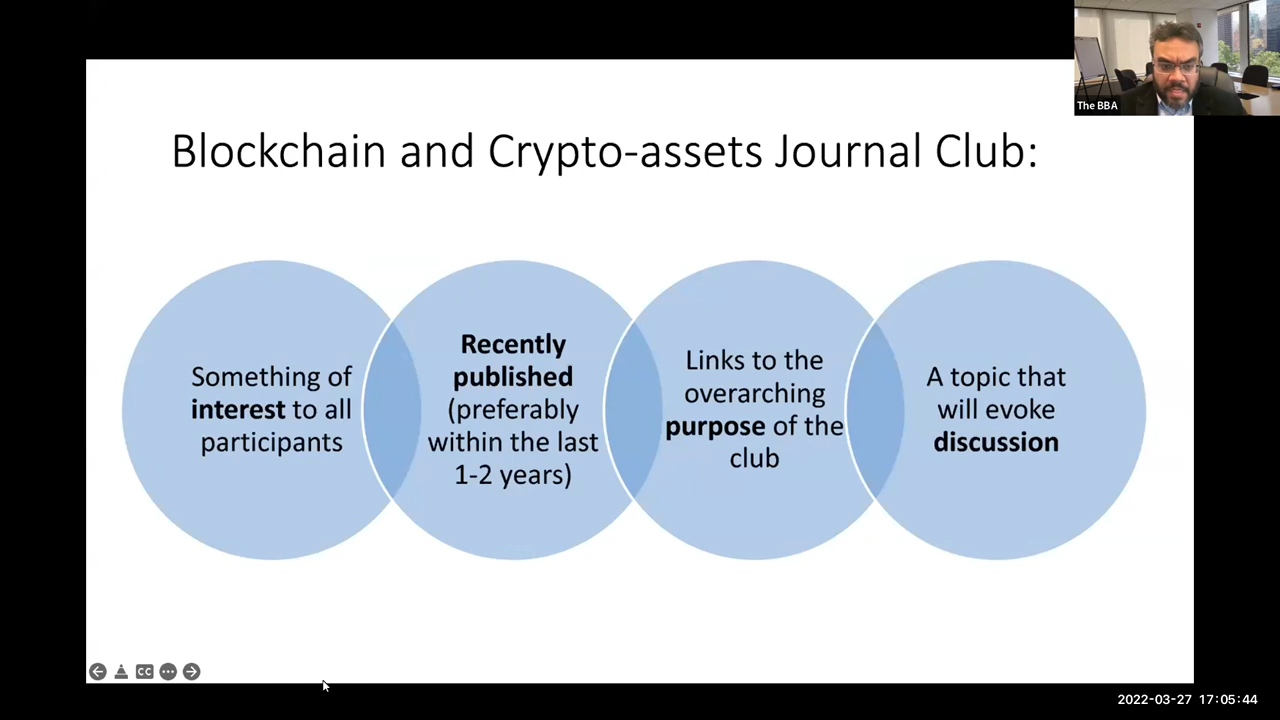 The BBA
Blockchain and Crypto-assets Journal Club:
Something of
interest to all
participants
Recently
published
(preferably
within the last
1-2 years)
Links to the
overarching
purpose of the
club
A topic that
will evoke
discussion
CC
2022-03-27 17:05:44